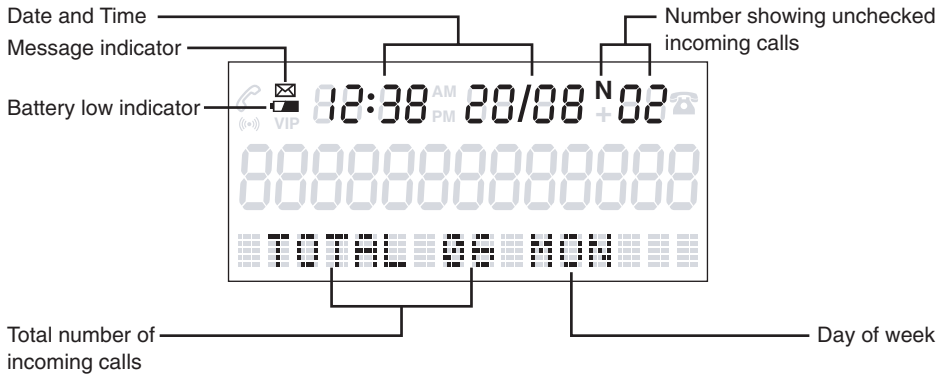 Date and Time
Number showing unchecked
incoming calls
Message indicator
Battery low indicator
12:38 AM PM 20/08 N + 02
VIP
TOTAL 06 MON
Total number of
incoming calls
Day of week